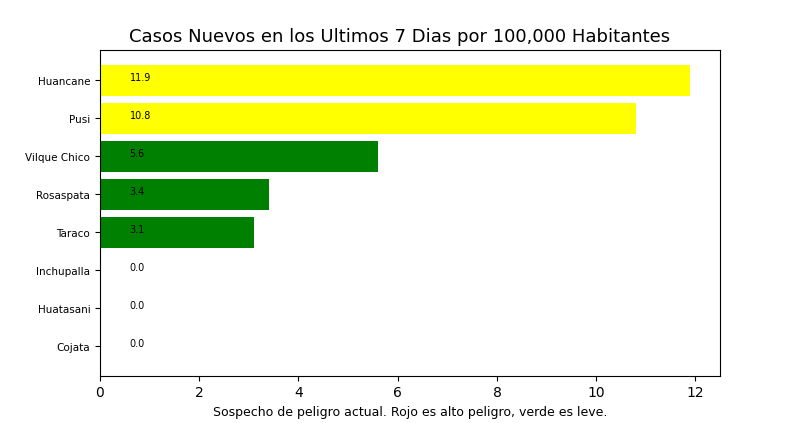 Casos Nuevos en los Ultimos 7 Dias por 100,000 Habitantes
Huancane 11.9
Pusi 10.8
Vilque Chico 5.6
Rosaspata 3.4
Taraco 3.1
Inchupalla 0.0
Huatasani 0.0
Cojata 0.0
0 2 4 6 8 10 12
Sospecho de peligro actual. Rojo es alto peligro, verde es leve.